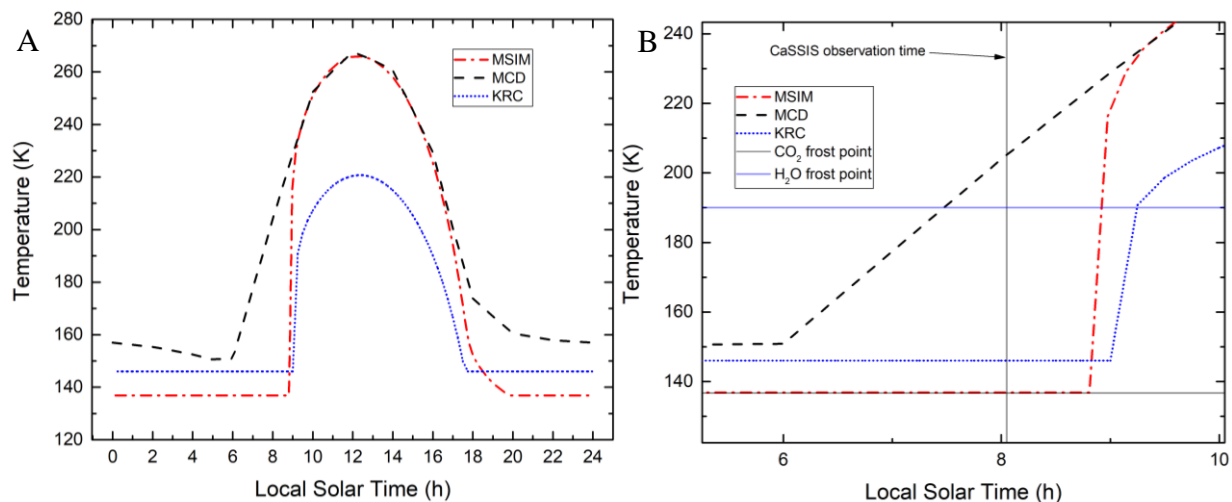 A
280
260
240
220
200
180
160
140
120
Temperature (K)
0 2 4 6 8 10 12 14 16 18 20 22 24
Local Solar Time (h)
MSIM
MCD
KRC
B
240
220
200
180
160
140
Temperature (K)
6 8 10
Local Solar Time (h)
CaSSIS observation time
MSIM
MCD
KRC
CO₂ frost point
H₂O frost point